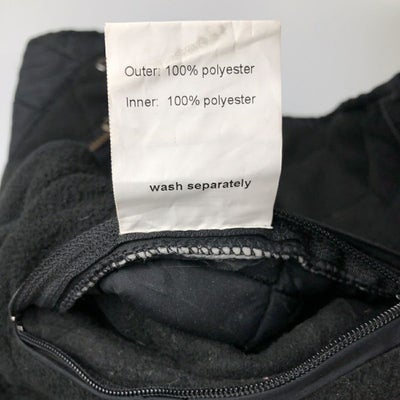 Outer: 100% polyester
Inner: 100% polyester
wash separately